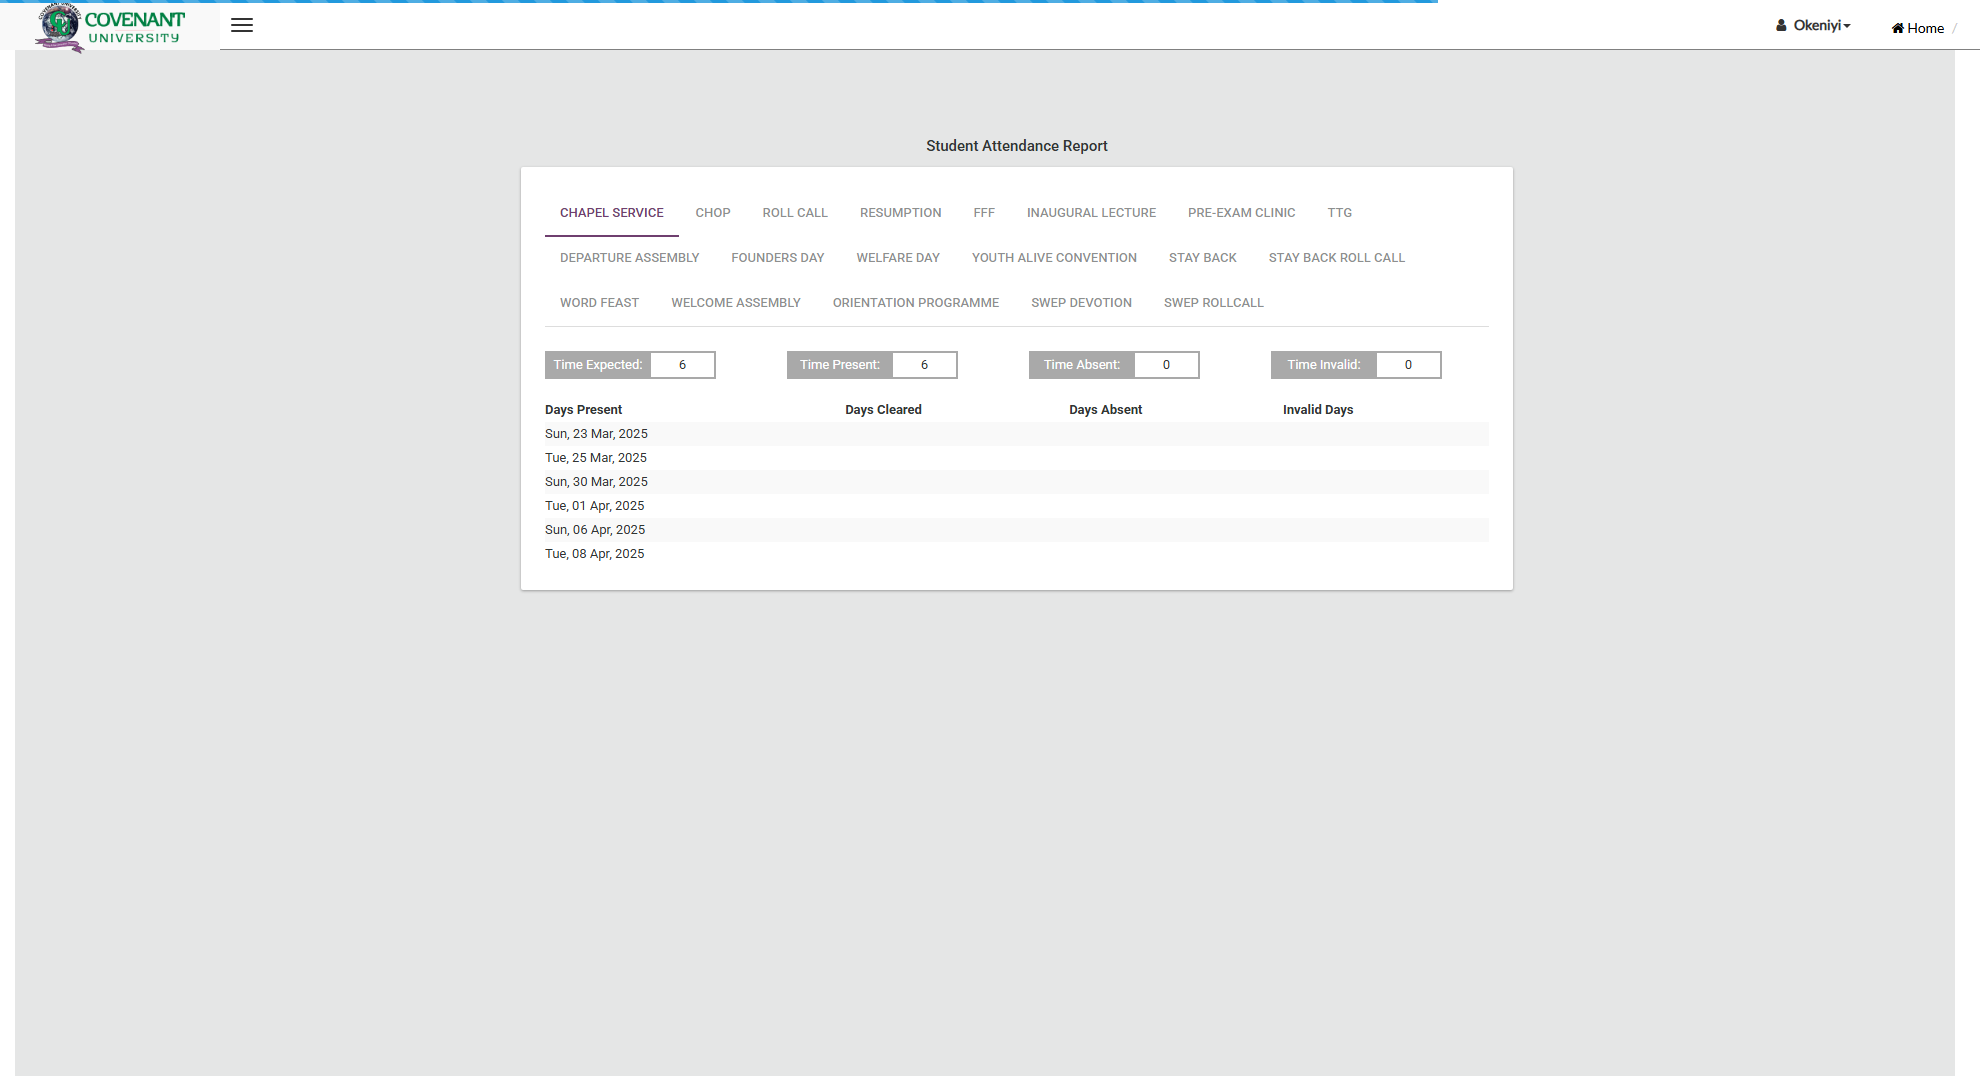 COVENANT
UNIVERSITY
Okeniyi
Home /
Student Attendance Report
CHAPEL SERVICE CHOP ROLL CALL RESUMPTION FFF INAUGURAL LECTURE PRE-EXAM CLINIC TTG
DEPARTURE ASSEMBLY FOUNDERS DAY WELFARE DAY YOUTH ALIVE CONVENTION STAY BACK STAY BACK ROLL CALL
WORD FEAST WELCOME ASSEMBLY ORIENTATION PROGRAMME SWEP DEVOTION SWEP ROLLCALL
Time Expected: 6 Time Present: 6 Time Absent: 0 Time Invalid: 0
Days Present Days Cleared Days Absent Invalid Days
Sun, 23 Mar, 2025
Tue, 25 Mar, 2025
Sun, 30 Mar, 2025
Tue, 01 Apr, 2025
Sun, 06 Apr, 2025
Tue, 08 Apr, 2025